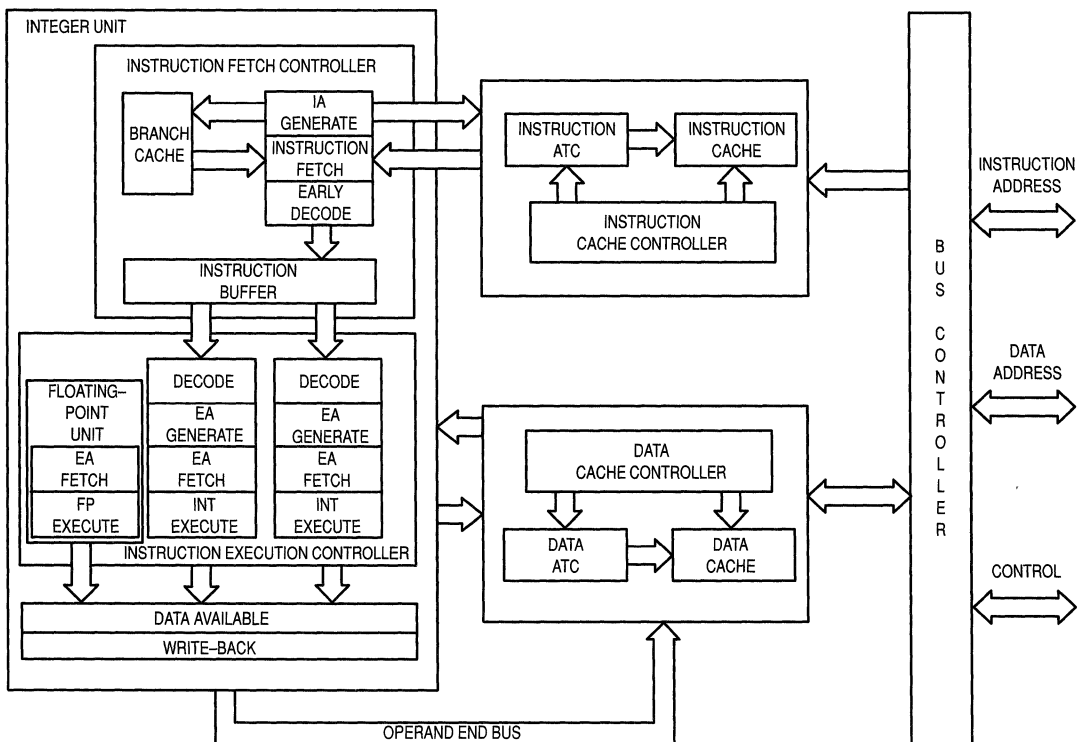 INTEGER UNIT
INSTRUCTION FETCH CONTROLLER
BRANCH
CACHE
IA
GENERATE
INSTRUCTION
FETCH
EARLY
DECODE
INSTRUCTION
BUFFER
INSTRUCTION
ATC
INSTRUCTION
CACHE
INSTRUCTION
CACHE CONTROLLER
FLOATING–
POINT
UNIT
EA
FETCH
FP
EXECUTE
DECODE
EA
GENERATE
EA
FETCH
INT
EXECUTE
DECODE
EA
GENERATE
EA
FETCH
INT
EXECUTE
INSTRUCTION EXECUTION CONTROLLER
DATA AVAILABLE
WRITE–BACK
DATA
CACHE CONTROLLER
DATA
ATC
DATA
CACHE
OPERAND END BUS
BUS CONTROLLER
INSTRUCTION
ADDRESS
DATA
ADDRESS
CONTROL